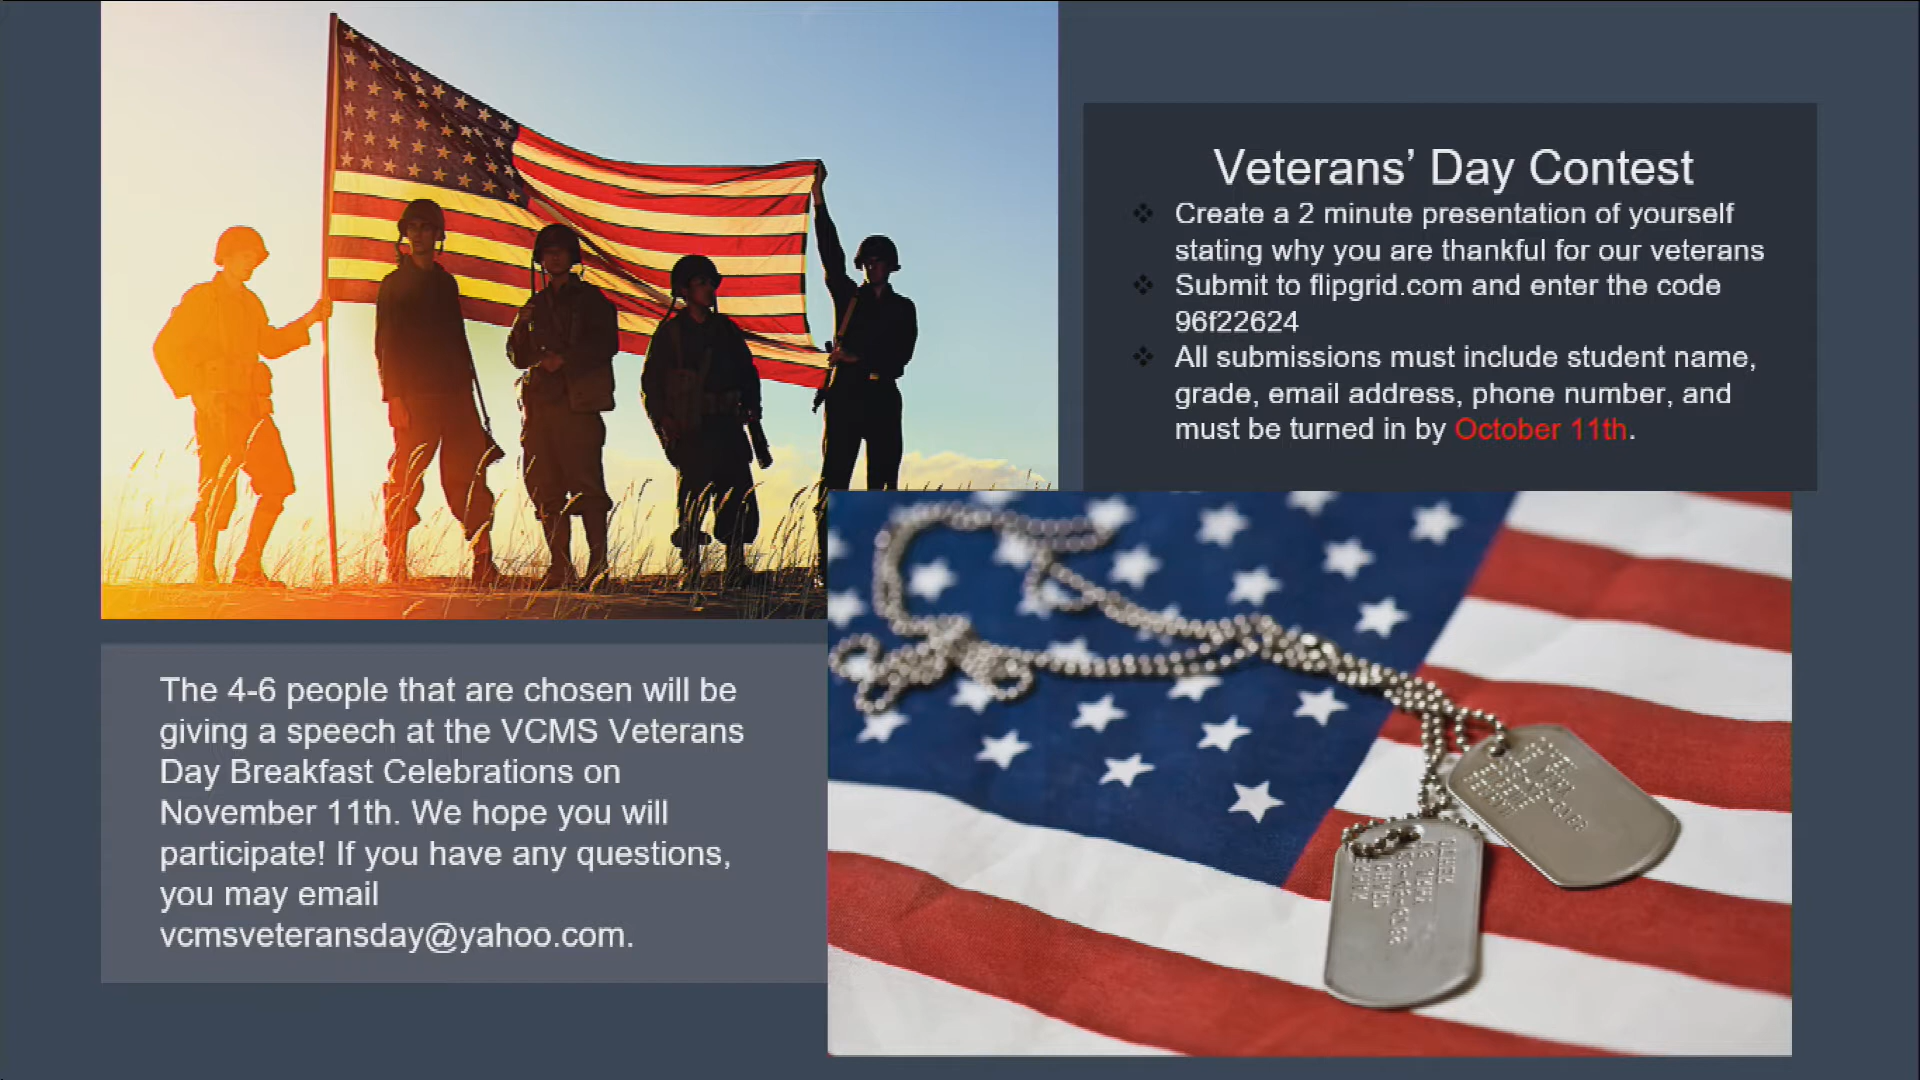 Veterans’ Day Contest
Create a 2 minute presentation of yourself
stating why you are thankful for our veterans
Submit to flipgrid.com and enter the code
96f22624
All submissions must include student name,
grade, email address, phone number, and
must be turned in by October 11th.
The 4-6 people that are chosen will be
giving a speech at the VCMS Veterans
Day Breakfast Celebrations on
November 11th. We hope you will
participate! If you have any questions,
you may email
vcmsveteransday@yahoo.com.